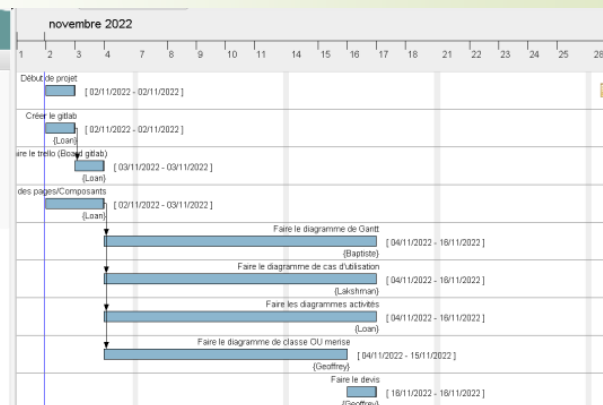 novembre 2022
1 2 3 4 7 8 9 10 11 14 15 16 17 18 21 22 23 24 25 28
Début de projet
[ 02/11/2022 - 02/11/2022 ]
Créer le gitlab
[ 02/11/2022 - 02/11/2022 ]
{Loan}
ire le trello (Board gitlab)
[ 03/11/2022 - 03/11/2022 ]
{Loan}
des pages/Composants
[ 02/11/2022 - 03/11/2022 ]
{Loan}
Faire le diagramme de Gantt
[ 04/11/2022 - 16/11/2022 ]
{Baptiste}
Faire le diagramme de cas d'utilisation
[ 04/11/2022 - 16/11/2022 ]
{Lakshman}
Faire les diagrammes activités
[ 04/11/2022 - 16/11/2022 ]
{Loan}
Faire le diagramme de classe OU merise
[ 04/11/2022 - 15/11/2022 ]
{Geoffrey}
Faire le devis
[ 16/11/2022 - 16/11/2022 ]
{Geoffrey}